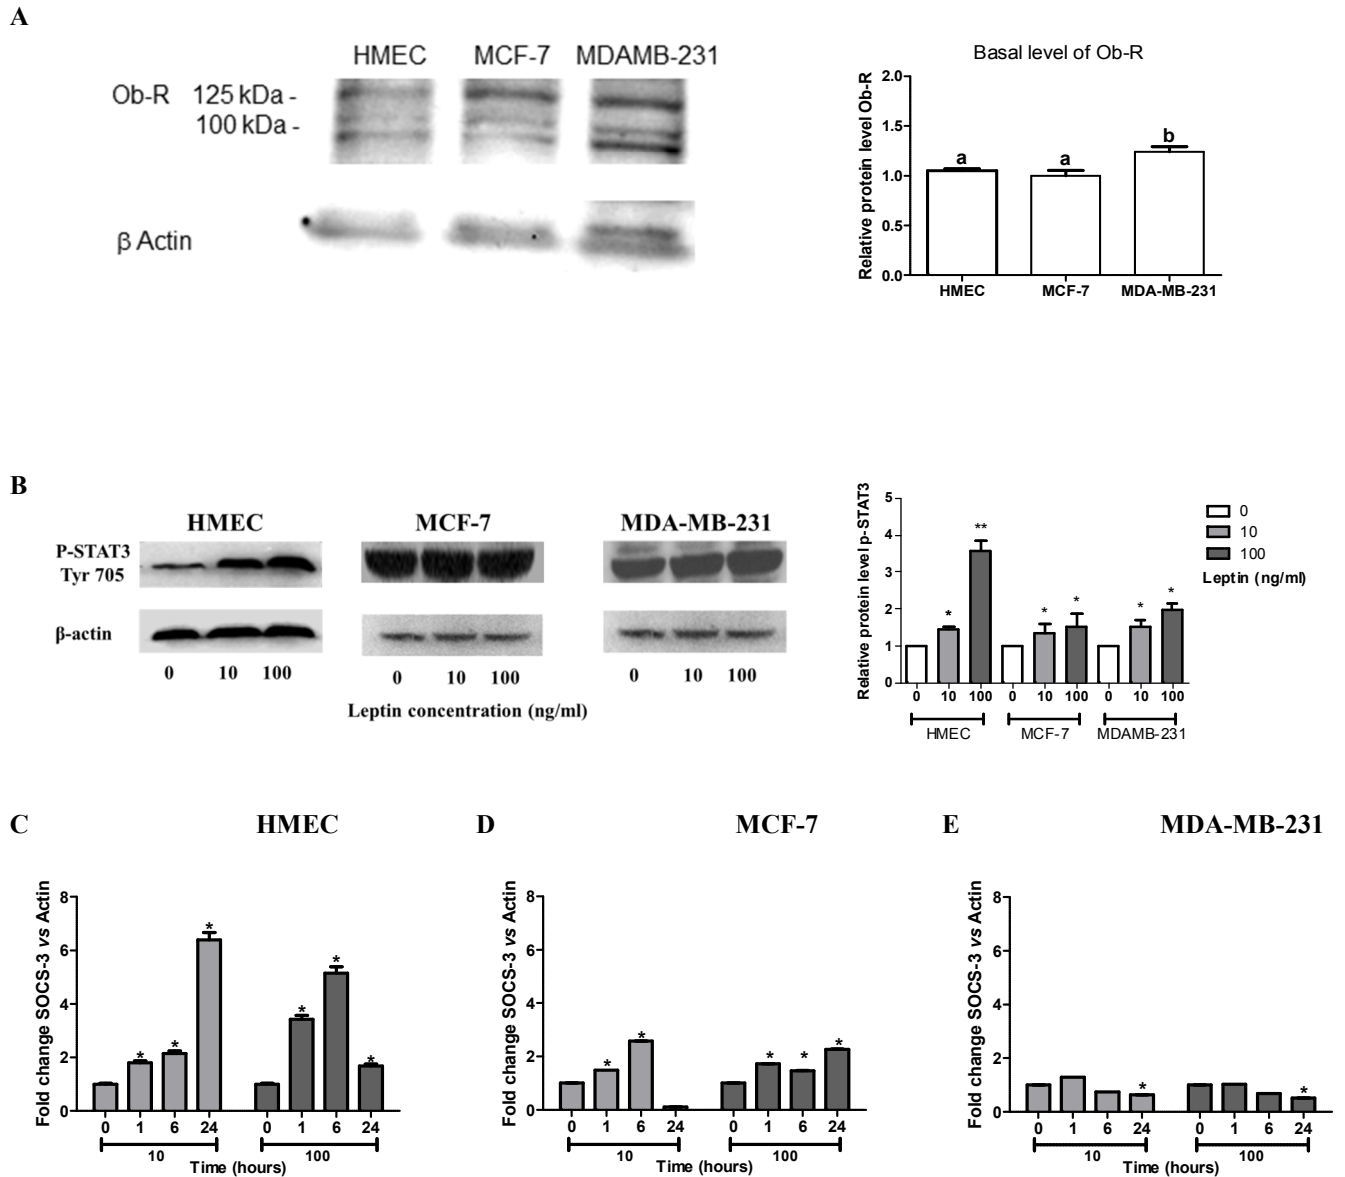 A
HMEC MCF-7 MDAMB-231
Ob-R 125 kDa -
100 kDa -
β Actin
Basal level of Ob-R
Relative protein level Ob-R
2.0
1.5
1.0
0.5
0.0
a a b
HMEC MCF-7 MDA-MB-231
B
HMEC MCF-7 MDA-MB-231
P-STAT3
Tyr 705
β-actin
0 10 100 0 10 100 0 10 100
Leptin concentration (ng/ml)
Relative protein level p-STAT3
5
4
3
2
1
0
* ** * * * *
0 10 100 0 10 100 0 10 100
HMEC MCF-7 MDAMB-231
0
10
100
Leptin (ng/ml)
C HMEC
Fold change SOCS-3 vs Actin
8
6
4
2
0
* * * * * *
0 1 6 24 0 1 6 24
10 100
Time (hours)
D MCF-7
Fold change SOCS-3 vs Actin
8
6
4
2
0
* * * * *
0 1 6 24 0 1 6 24
10 100
Time (hours)
E MDA-MB-231
Fold change SOCS-3 vs Actin
8
6
4
2
0
* *
0 1 6 24 0 1 6 24
10 100
Time (hours)